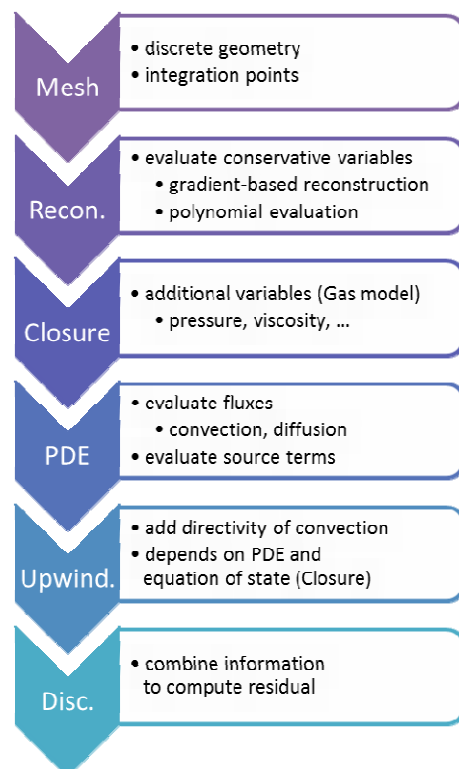 Mesh
• discrete geometry
• integration points
Recon.
• evaluate conservative variables
• gradient-based reconstruction
• polynomial evaluation
Closure
• additional variables (Gas model)
• pressure, viscosity, ...
PDE
• evaluate fluxes
• convection, diffusion
• evaluate source terms
Upwind.
• add directivity of convection
• depends on PDE and
equation of state (Closure)
Disc.
• combine information
to compute residual